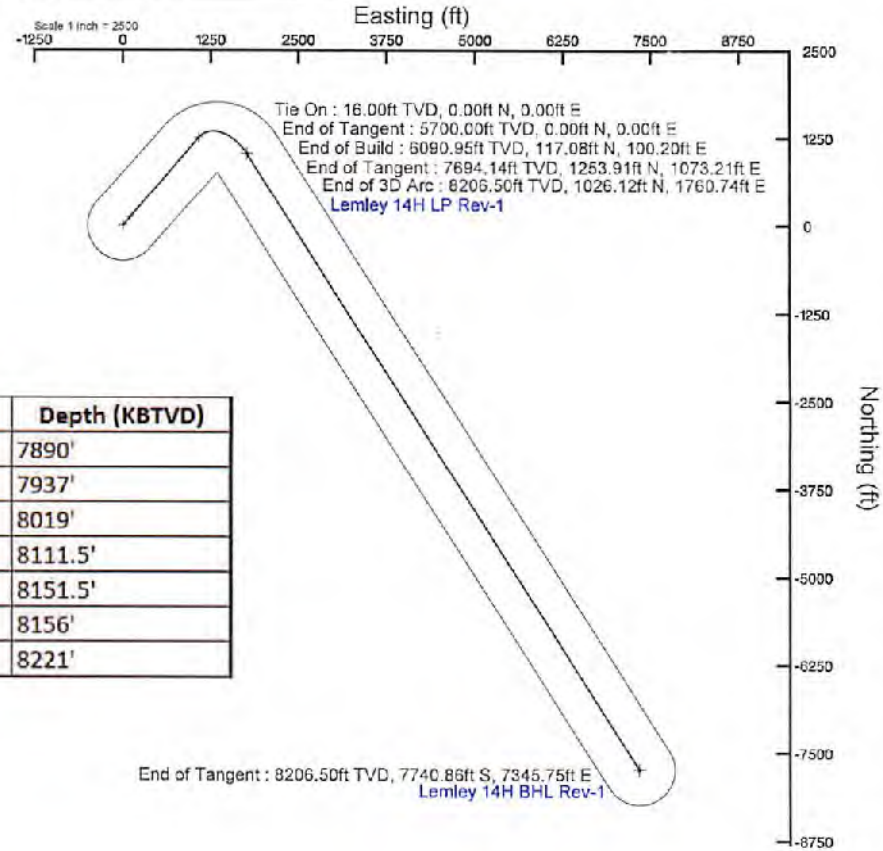 Easting (ft)
Scale 1 inch = 2500
-1250 0 1250 2500 3750 5000 6250 7500 8750
2500
Tie On : 16.00ft TVD, 0.00ft N, 0.00ft E
End of Tangent : 5700.00ft TVD, 0.00ft N, 0.00ft E
1250
End of Build : 6090.95ft TVD, 117.08ft N, 100.20ft E
End of Tangent : 7694.14ft TVD, 1253.91ft N, 1073.21ft E
End of 3D Arc : 8206.50ft TVD, 1026.12ft N, 1760.74ft E
Lemley 14H LP Rev-1
0
-1250
-2500
Northing (ft)
-3750
-5000
-6250
-7500
-8750
Depth (KBTVD)
7890'
7937'
8019'
8111.5'
8151.5'
8156'
8221'
End of Tangent : 8206.50ft TVD, 7740.86ft S, 7345.75ft E
Lemley 14H BHL Rev-1